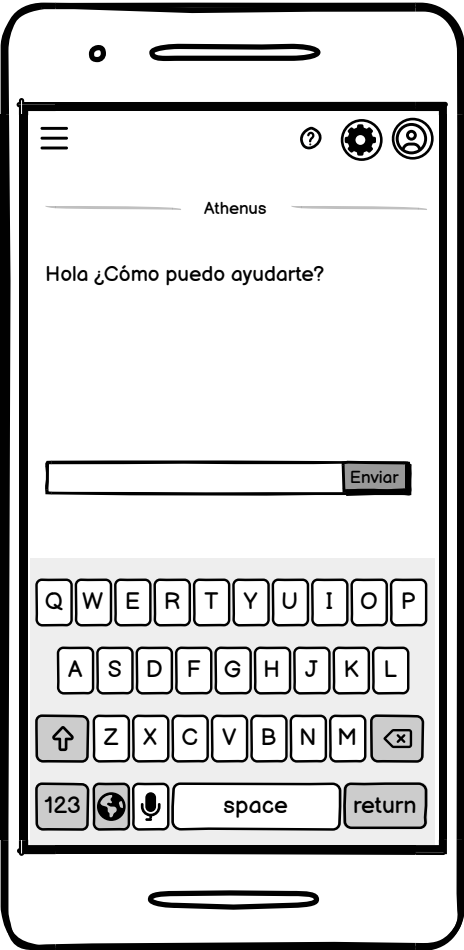 ?
Athenus
Hola ¿Cómo puedo ayudarte?
Enviar
Q W E R T Y U I O P
A S D F G H J K L
Z X C V B N M
123 space return